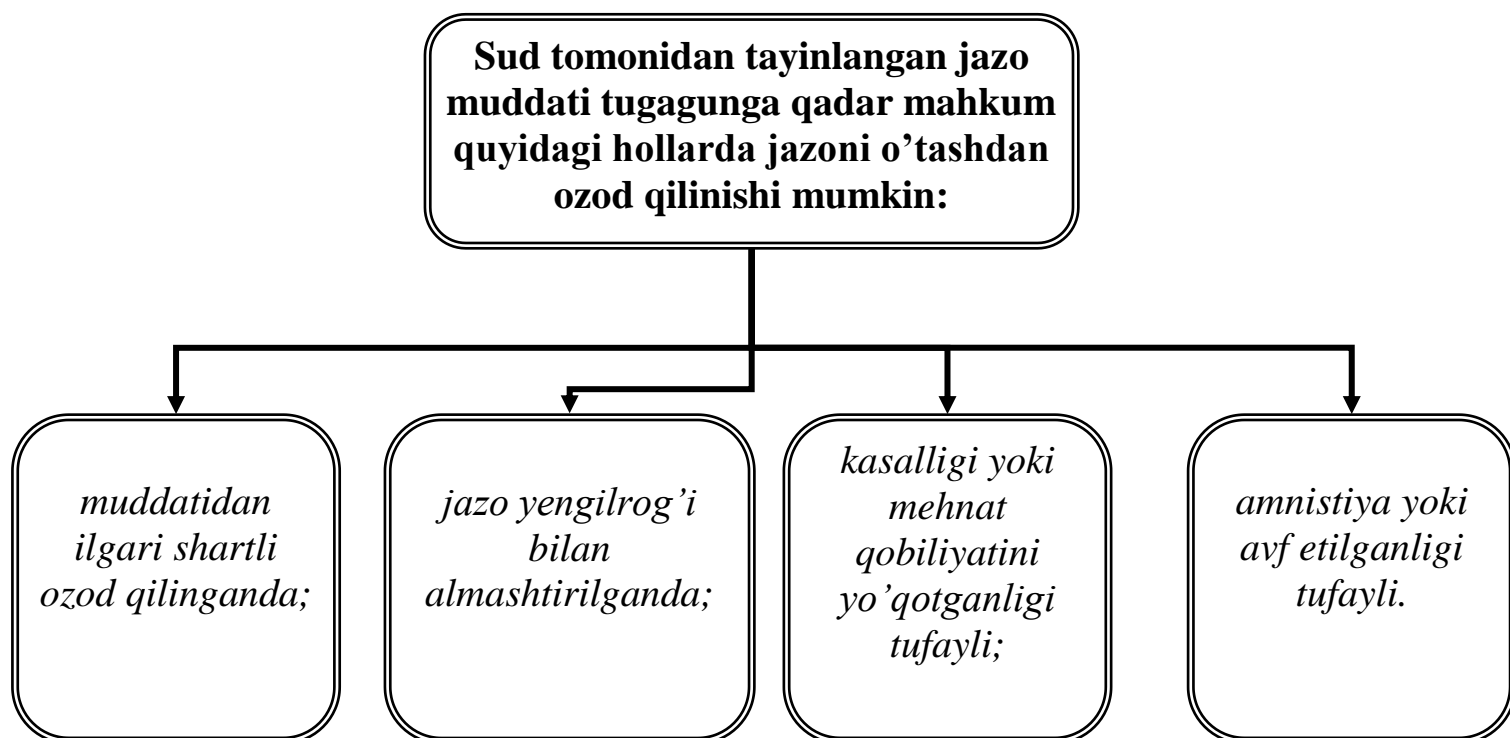 Sud tomonidan tayinlangan jazo
muddati tugagunga qadar mahkum
quyidagi hollarda jazoni o’tashdan
ozod qilinishi mumkin:
muddatidan
ilgari shartli
ozod qilinganda;
jazo yengilrog’i
bilan
almashtirilganda;
kasalligi yoki
mehnat
qobiliyatini
yo’qotganligi
tufayli;
amnistiya yoki
avf etilganligi
tufayli.